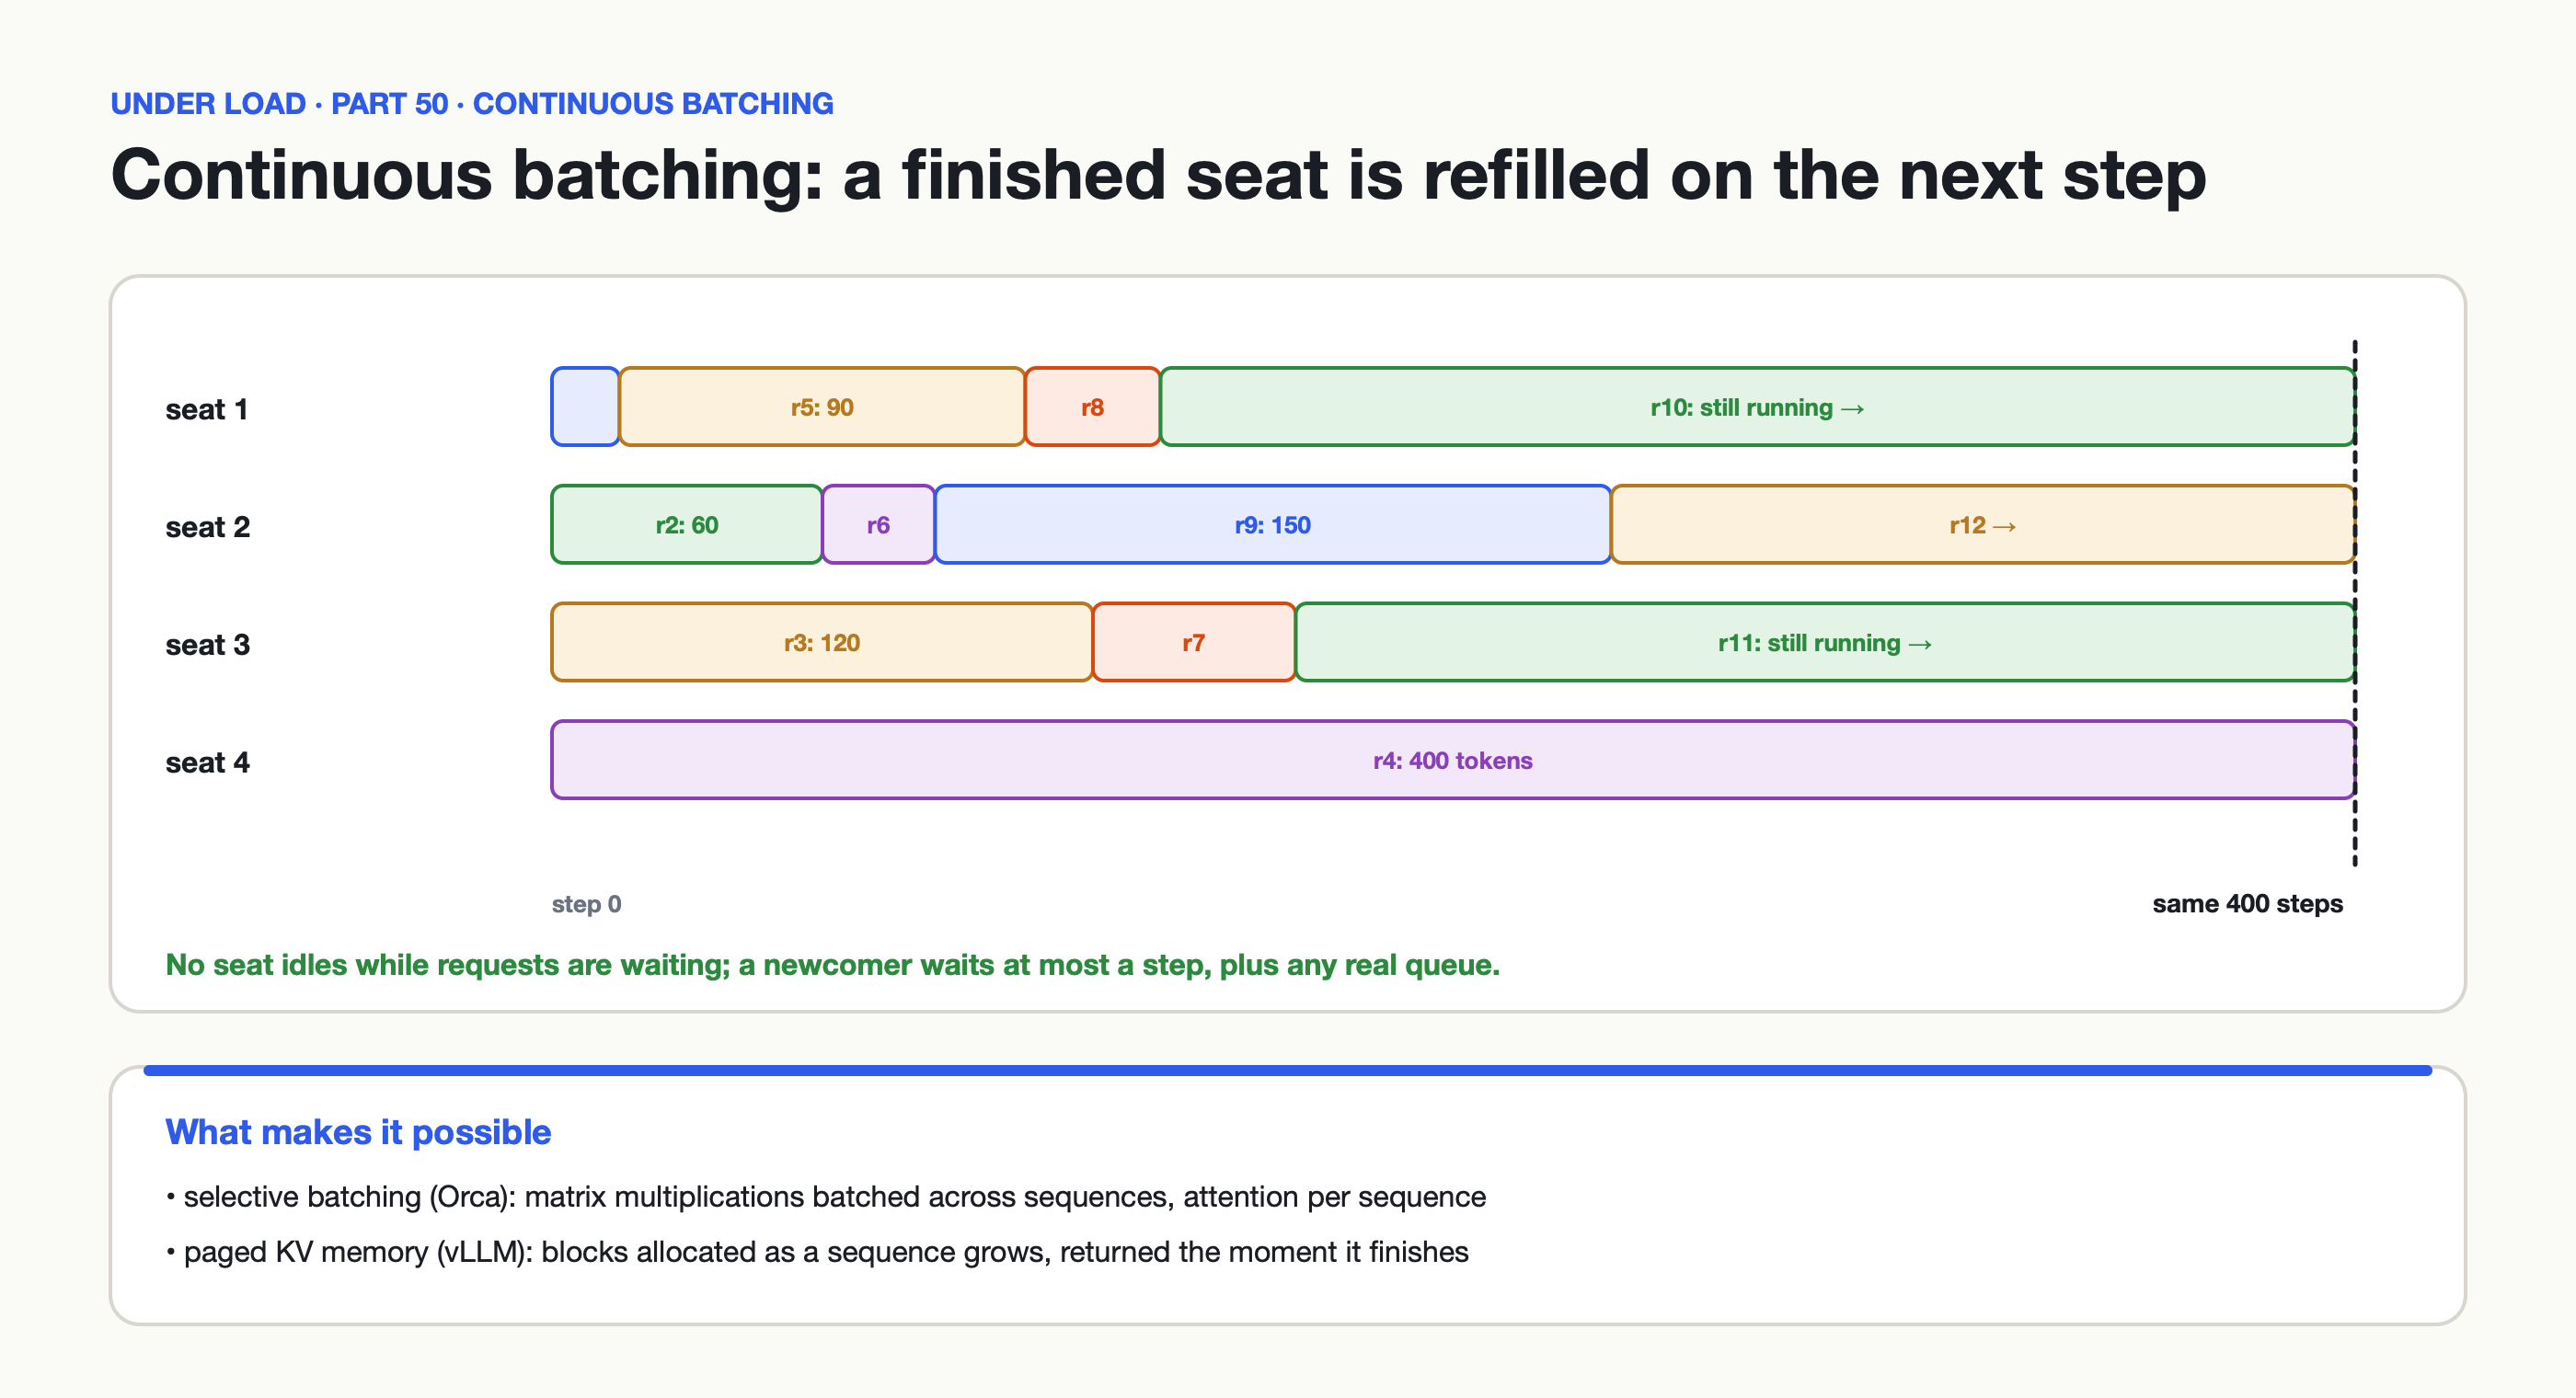 UNDER LOAD · PART 50 · CONTINUOUS BATCHING
Continuous batching: a finished seat is refilled on the next step
seat 1
r5: 90
r8
r10: still running →
seat 2
r2: 60
r6
r9: 150
r12 →
seat 3
r3: 120
r7
r11: still running →
seat 4
r4: 400 tokens
step 0
same 400 steps
No seat idles while requests are waiting; a newcomer waits at most a step, plus any real queue.
What makes it possible
• selective batching (Orca): matrix multiplications batched across sequences, attention per sequence
• paged KV memory (vLLM): blocks allocated as a sequence grows, returned the moment it finishes